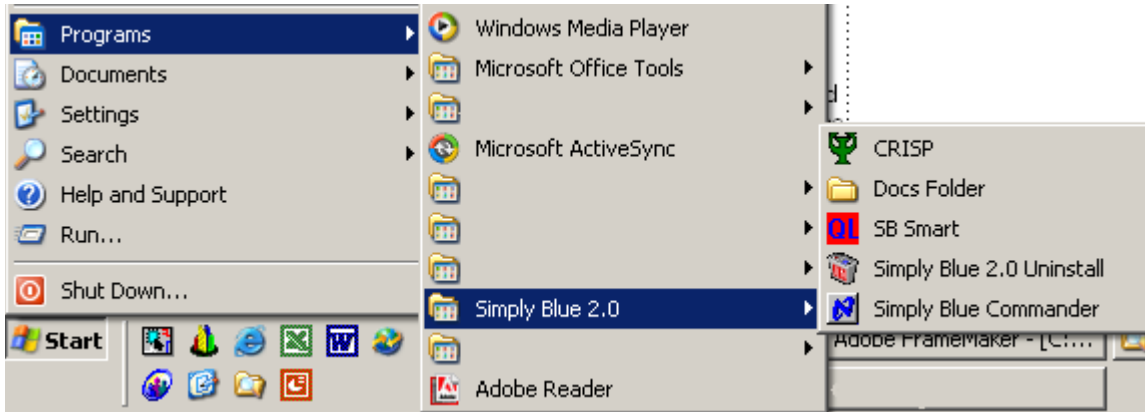 Programs
Documents
Settings
Search
Help and Support
Run...
Shut Down...
Start
Windows Media Player
Microsoft Office Tools
Microsoft ActiveSync
Simply Blue 2.0
Adobe Reader
CRISP
Docs Folder
QL SB Smart
Simply Blue 2.0 Uninstall
Simply Blue Commander
Adobe FrameMaker - [C:...